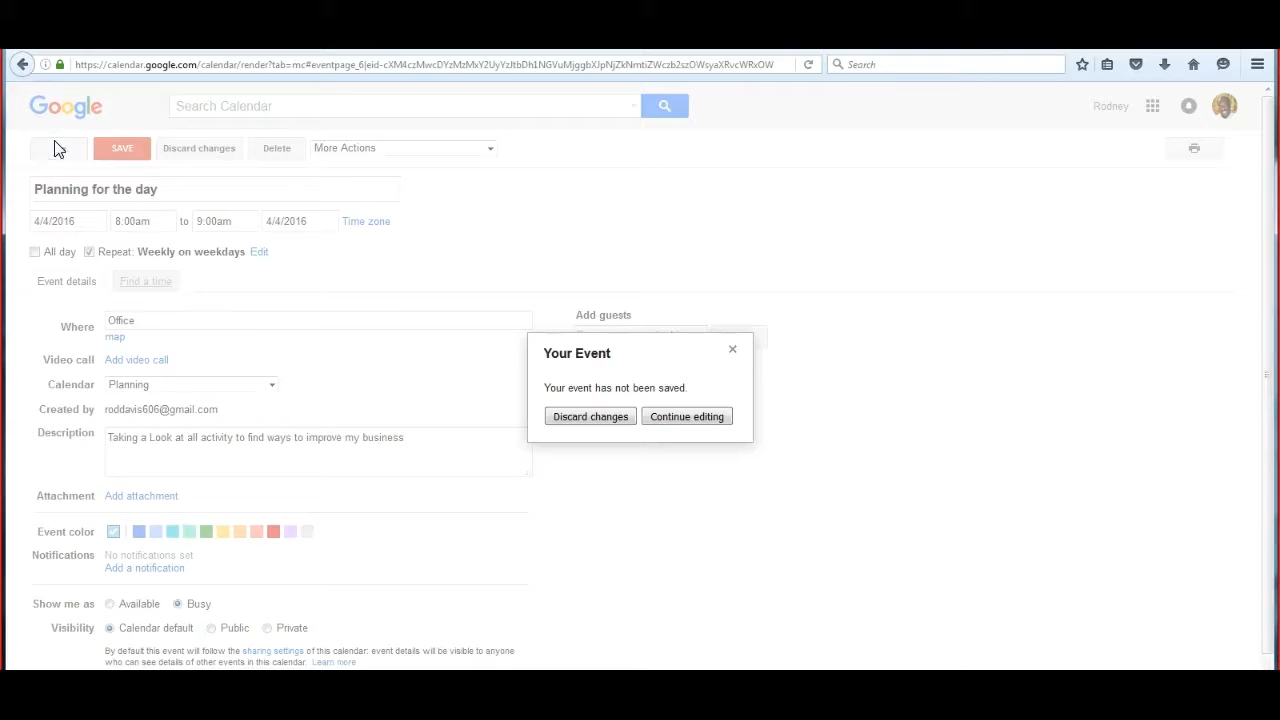 https://calendar.google.com/calendar/render?tab=mc#eventpage_6|eid-cXM4czMwcDYzMzMxY2UyYzJtbDh1NGVuMjggbXJpNjZkNmtiZWczb2szOWsyaXRvcWRxOW
Search
Google
Search Calendar
Rodney
SAVE
Discard changes
Delete
More Actions
Planning for the day
4/4/2016
8:00am
to
9:00am
4/4/2016
Time zone
All day
Repeat: Weekly on weekdays Edit
Event details
Find a time
Where
Office
map
Add guests
Video call
Add video call
Calendar
Planning
Created by
roddavis606@gmail.com
Description
Taking a Look at all activity to find ways to improve my business
Your Event
Your event has not been saved.
Discard changes
Continue editing
Attachment
Add attachment
Event color
Notifications
No notifications set
Add a notification
Show me as
Available
Busy
Visibility
Calendar default
Public
Private
By default this event will follow the sharing settings of this calendar: event details will be visible to anyone
who can see details of other events in this calendar. Learn more